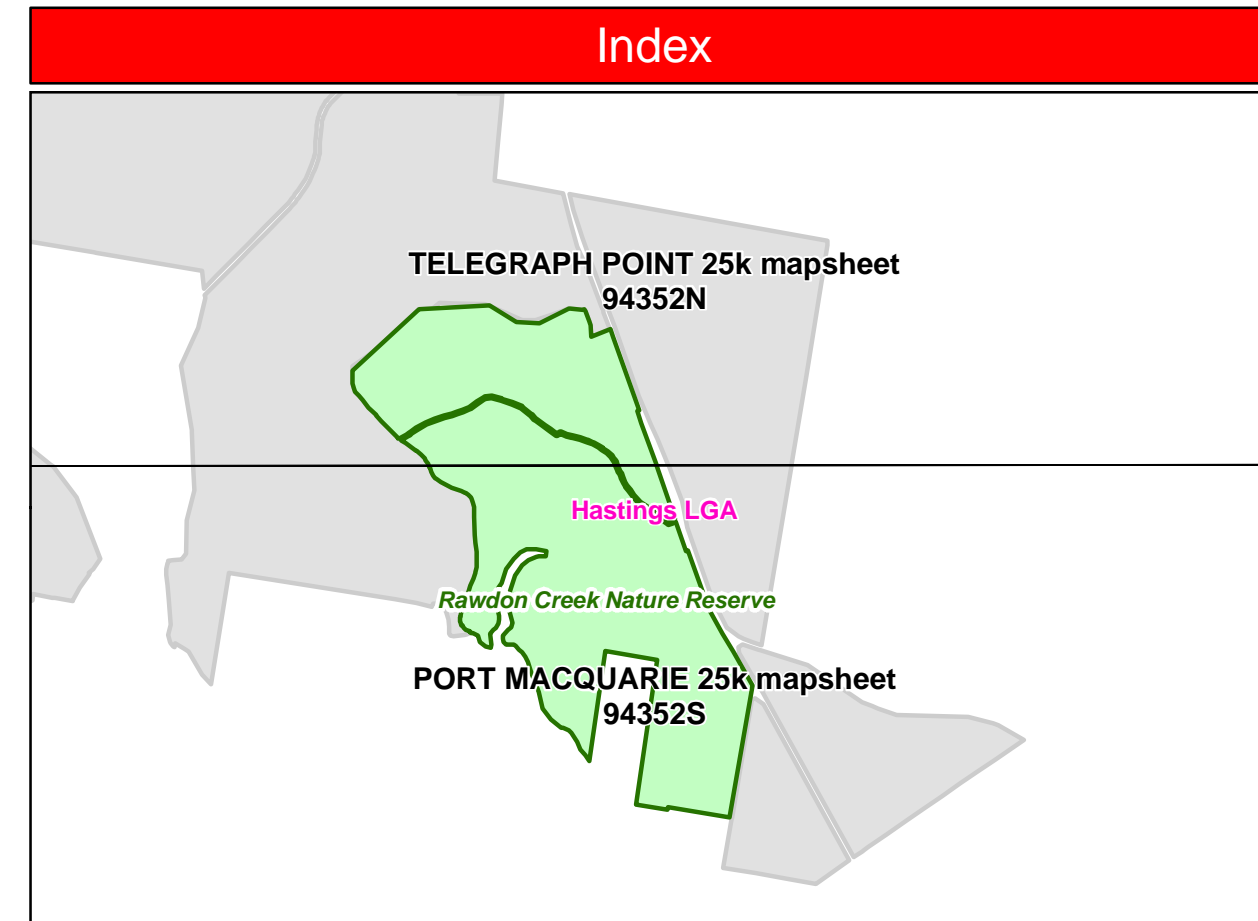 Index
TELEGRAPH POINT 25k mapsheet
94352N
Hastings LGA
Rawdon Creek Nature Reserve
PORT MACQUARIE 25k mapsheet
94352S